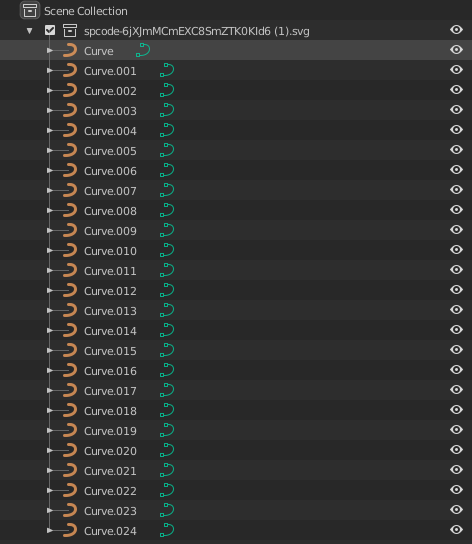 Scene Collection
spcode-6jXJmMCmEXC8SmZTK0Kld6 (1).svg
Curve
Curve.001
Curve.002
Curve.003
Curve.004
Curve.005
Curve.006
Curve.007
Curve.008
Curve.009
Curve.010
Curve.011
Curve.012
Curve.013
Curve.014
Curve.015
Curve.016
Curve.017
Curve.018
Curve.019
Curve.020
Curve.021
Curve.022
Curve.023
Curve.024